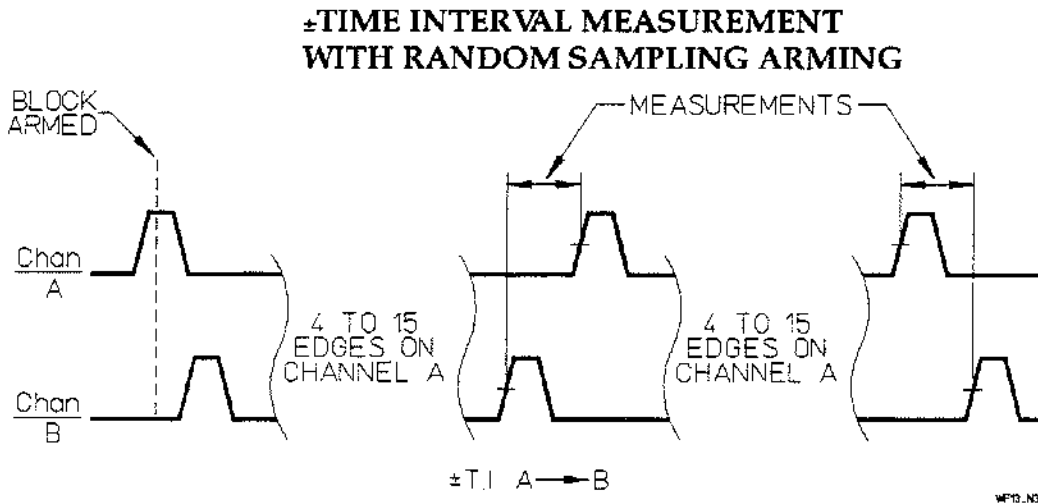 ±TIME INTERVAL MEASUREMENT
WITH RANDOM SAMPLING ARMING
BLOCK
ARMED
MEASUREMENTS
Chan
A
4 TO 15
EDGES ON
CHANNEL A
4 TO 15
EDGES ON
CHANNEL A
Chan
B
±T.I. A B